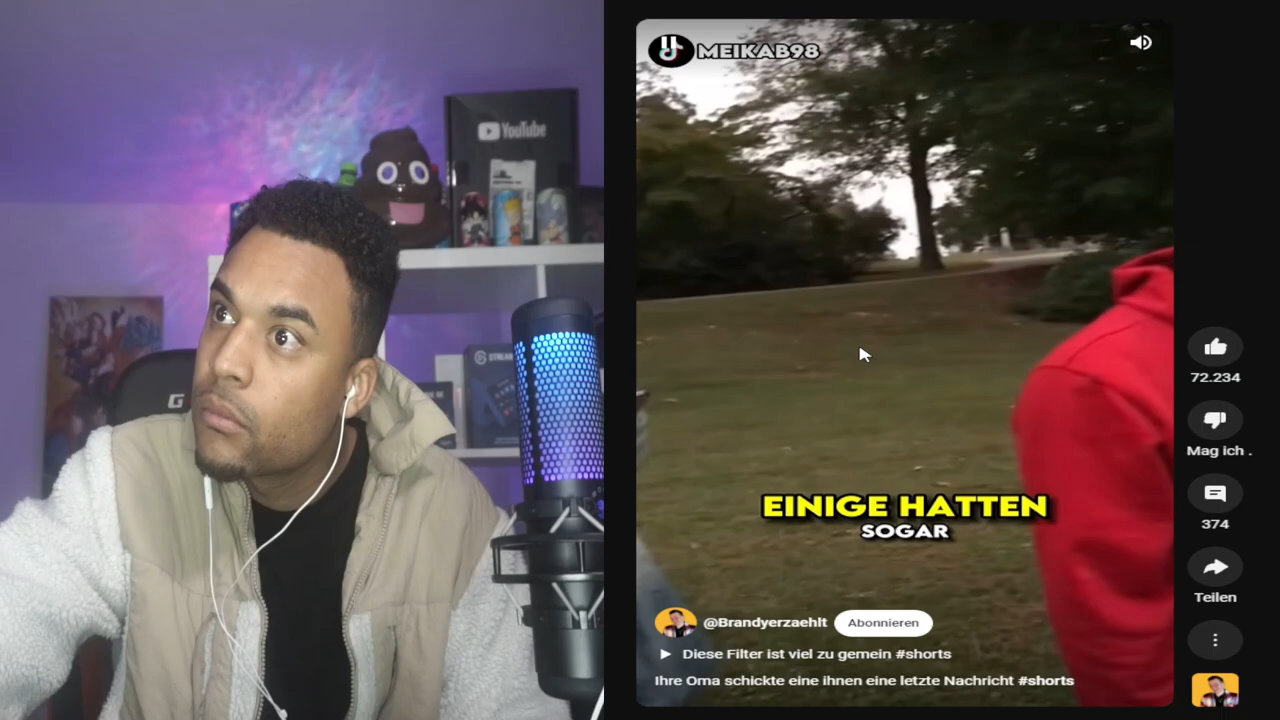 YouTube
STREAM
G
MEIKAB98
EINIGE HATTEN
SOGAR
@Brandyerzaehlt
Abonnieren
Diese Filter ist viel zu gemein #shorts
Ihre Oma schickte eine ihnen eine letzte Nachricht #shorts
72.234
Mag ich .
374
Teilen